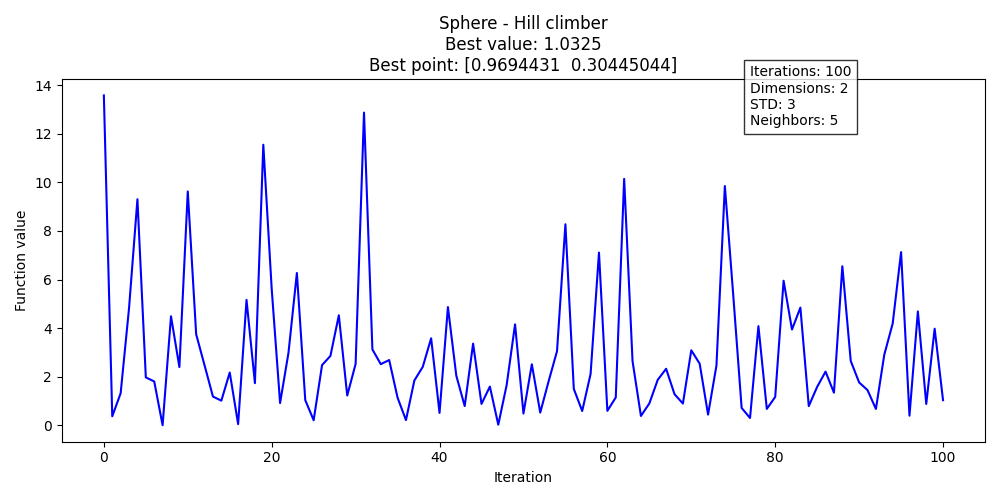 Sphere - Hill climber
Best value: 1.0325
Best point: [0.9694431  0.30445044]
Iterations: 100
Dimensions: 2
STD: 3
Neighbors: 5
Function value
14
12
10
8
6
4
2
0
0 20 40 60 80 100
Iteration